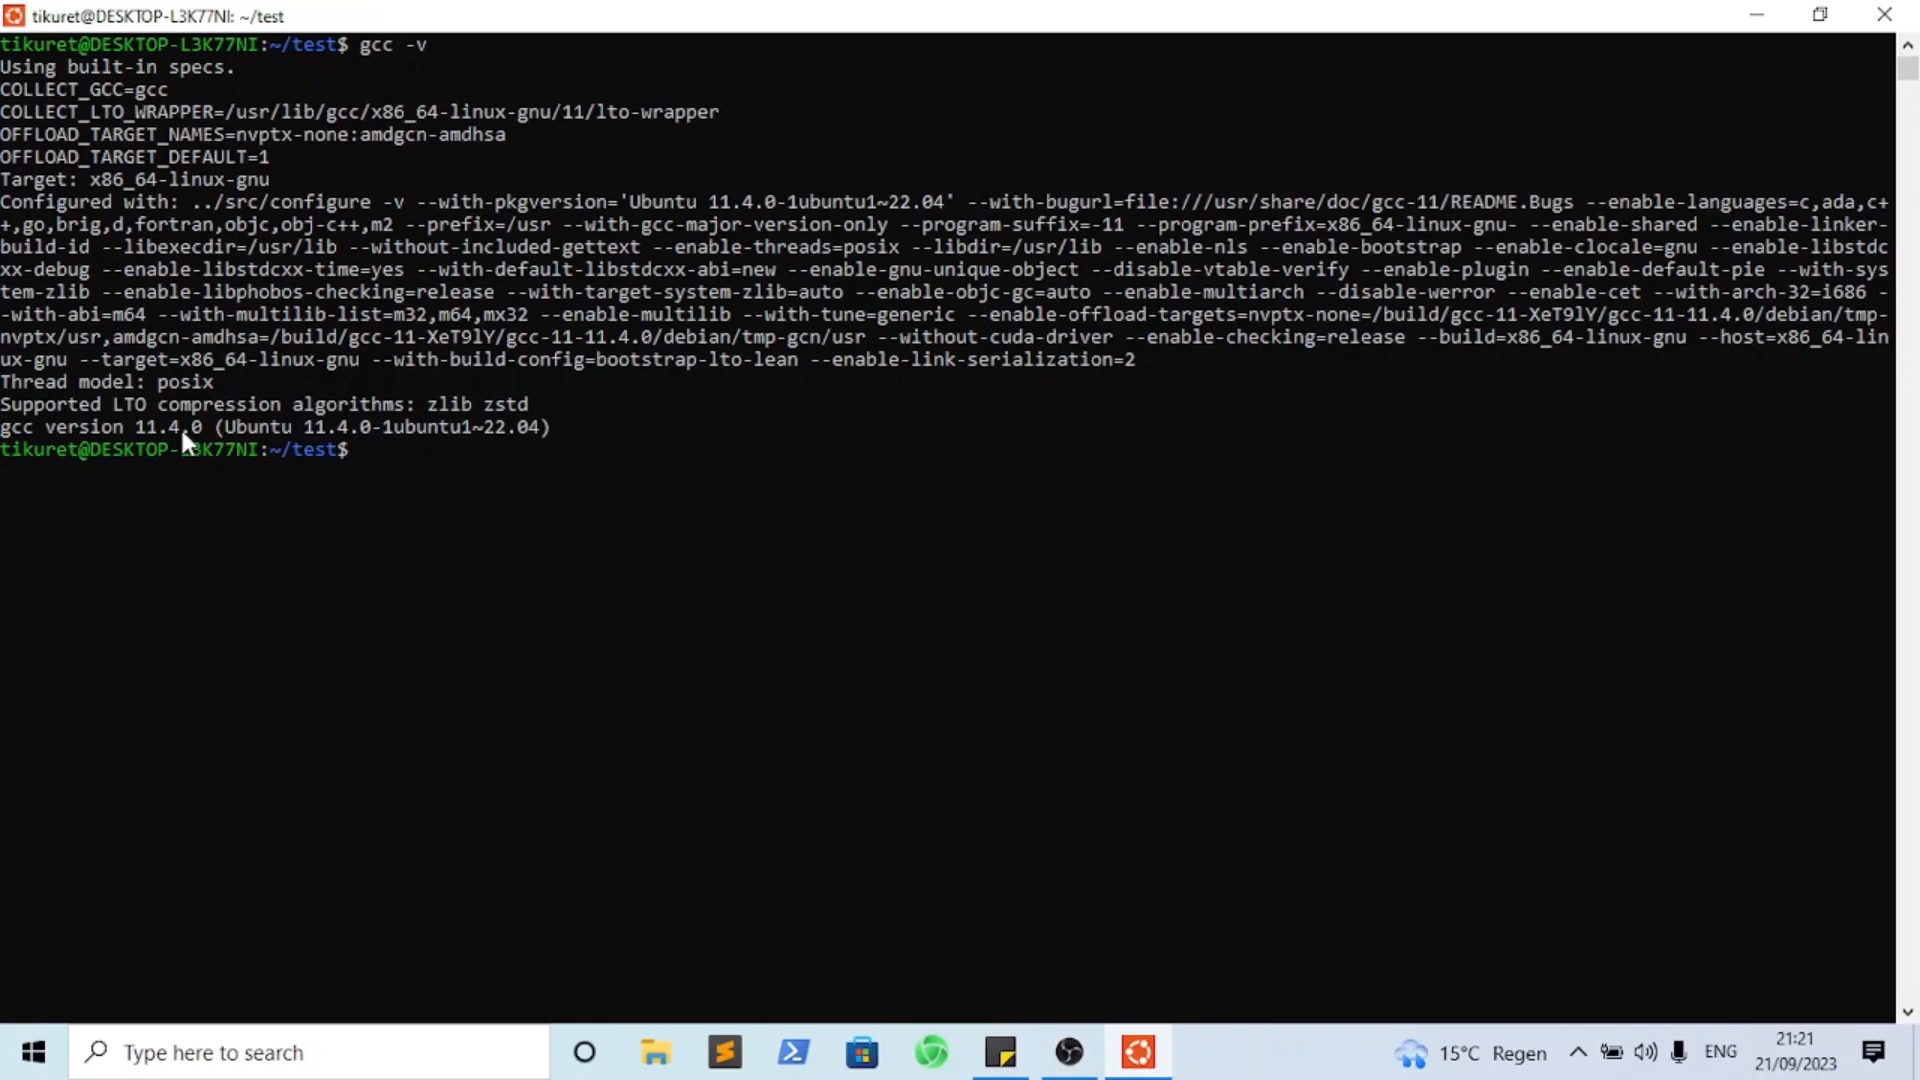 tikuret@DESKTOP-L3K77NI: ~/test
tikuret@DESKTOP-L3K77NI:~/test$ gcc -v
Using built-in specs.
COLLECT_GCC=gcc
COLLECT_LTO_WRAPPER=/usr/lib/gcc/x86_64-linux-gnu/11/lto-wrapper
OFFLOAD_TARGET_NAMES=nvptx-none:amdgcn-amdhsa
OFFLOAD_TARGET_DEFAULT=1
Target: x86_64-linux-gnu
Configured with: ../src/configure -v --with-pkgversion='Ubuntu 11.4.0-1ubuntu1~22.04' --with-bugurl=file:///usr/share/doc/gcc-11/README.Bugs --enable-languages=c,ada,c+
+,go,brig,d,fortran,objc,obj-c++,m2 --prefix=/usr --with-gcc-major-version-only --program-suffix=-11 --program-prefix=x86_64-linux-gnu- --enable-shared --enable-linker-
build-id --libexecdir=/usr/lib --without-included-gettext --enable-threads=posix --libdir=/usr/lib --enable-nls --enable-bootstrap --enable-clocale=gnu --enable-libstdc
xx-debug --enable-libstdcxx-time=yes --with-default-libstdcxx-abi=new --enable-gnu-unique-object --disable-vtable-verify --enable-plugin --enable-default-pie --with-sys
tem-zlib --enable-libphobos-checking=release --with-target-system-zlib=auto --enable-objc-gc=auto --enable-multiarch --disable-werror --enable-cet --with-arch-32=i686 -
-with-abi=m64 --with-multilib-list=m32,m64,mx32 --enable-multilib --with-tune=generic --enable-offload-targets=nvptx-none=/build/gcc-11-XeT9lY/gcc-11-11.4.0/debian/tmp-
nvptx/usr,amdgcn-amdhsa=/build/gcc-11-XeT9lY/gcc-11-11.4.0/debian/tmp-gcn/usr --without-cuda-driver --enable-checking=release --build=x86_64-linux-gnu --host=x86_64-lin
ux-gnu --target=x86_64-linux-gnu --with-build-config=bootstrap-lto-lean --enable-link-serialization=2
Thread model: posix
Supported LTO compression algorithms: zlib zstd
gcc version 11.4.0 (Ubuntu 11.4.0-1ubuntu1~22.04)
tikuret@DESKTOP-L3K77NI:~/test$
Type here to search
15°C Regen
ENG
21:21
21/09/2023